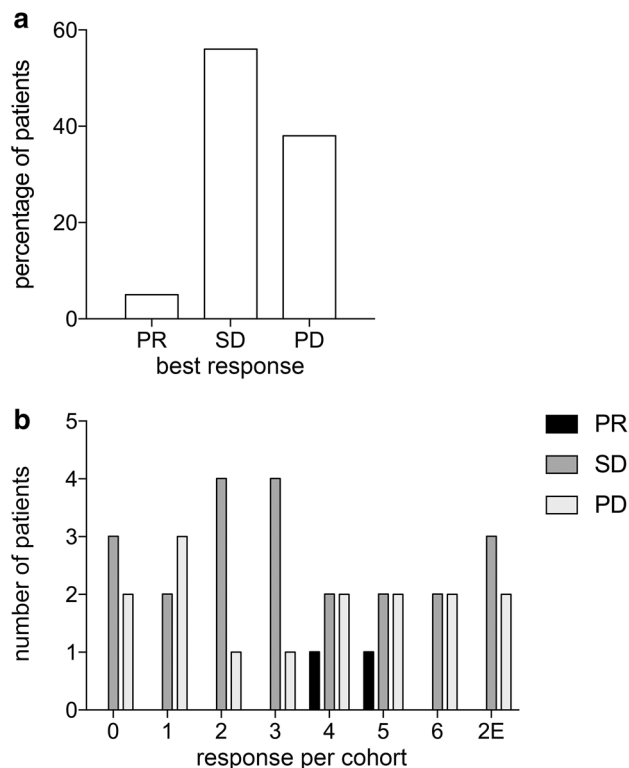 a
percentage of patients
60
40
20
0
PR SD PD
best response
b
number of patients
5
4
3
2
1
0
0 1 2 3 4 5 6 2E
response per cohort
PR
SD
PD